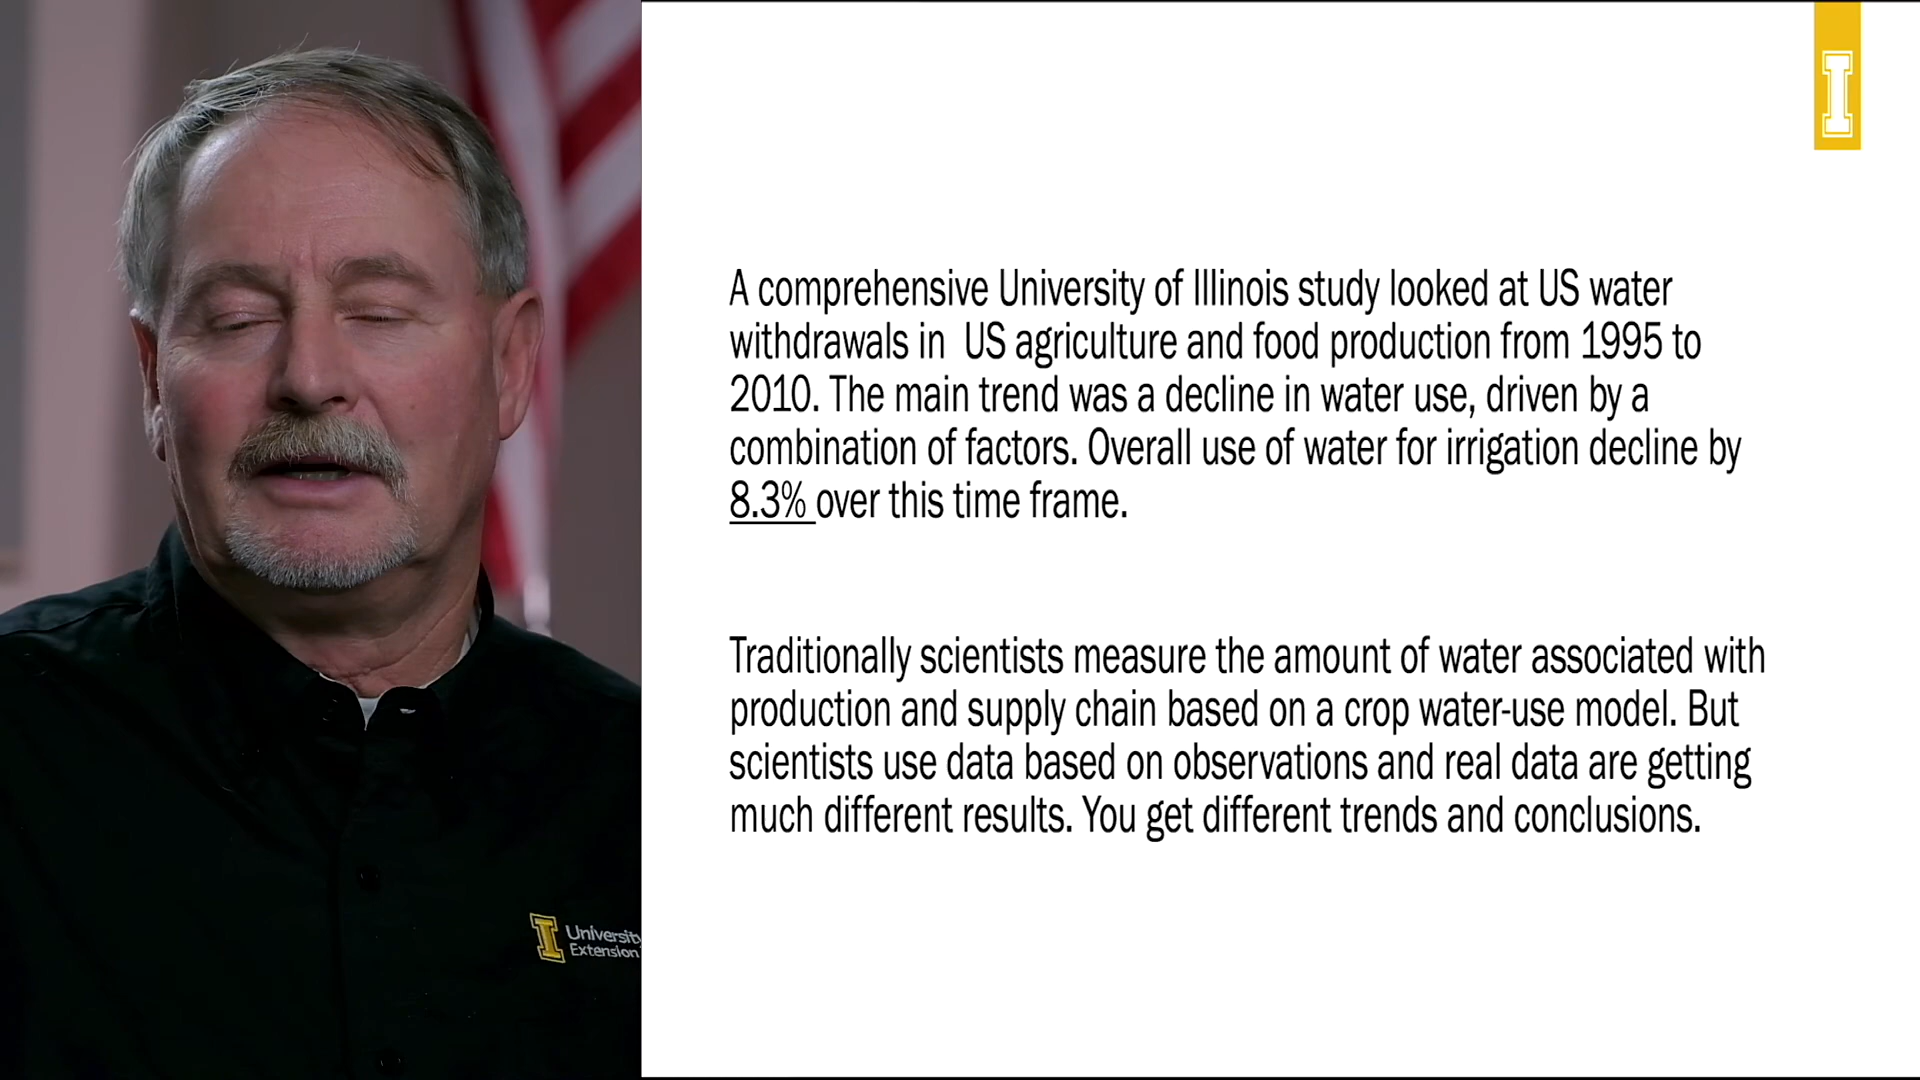 A comprehensive University of Illinois study looked at US water
withdrawals in  US agriculture and food production from 1995 to
2010. The main trend was a decline in water use, driven by a
combination of factors. Overall use of water for irrigation decline by
8.3% over this time frame.
Traditionally scientists measure the amount of water associated with
production and supply chain based on a crop water-use model. But
scientists use data based on observations and real data are getting
much different results. You get different trends and conclusions.
I
I
University
Extension